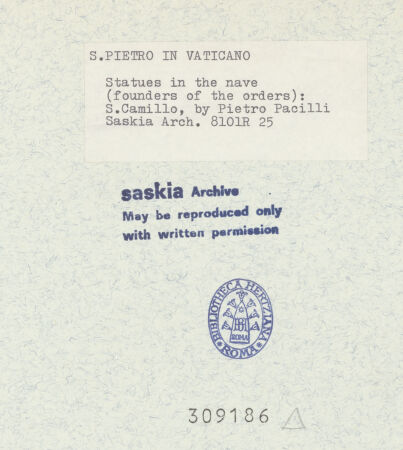 S.PIETRO IN VATICANO
Statues in the nave
(founders of the orders):
S.Camillo, by Pietro Pacilli
Saskia Arch. 8101R 25
saskia Archive
May be reproduced only
with written permission
BIBLIOTHECA HERTZIANA
ROMA
• ROMA •
309186